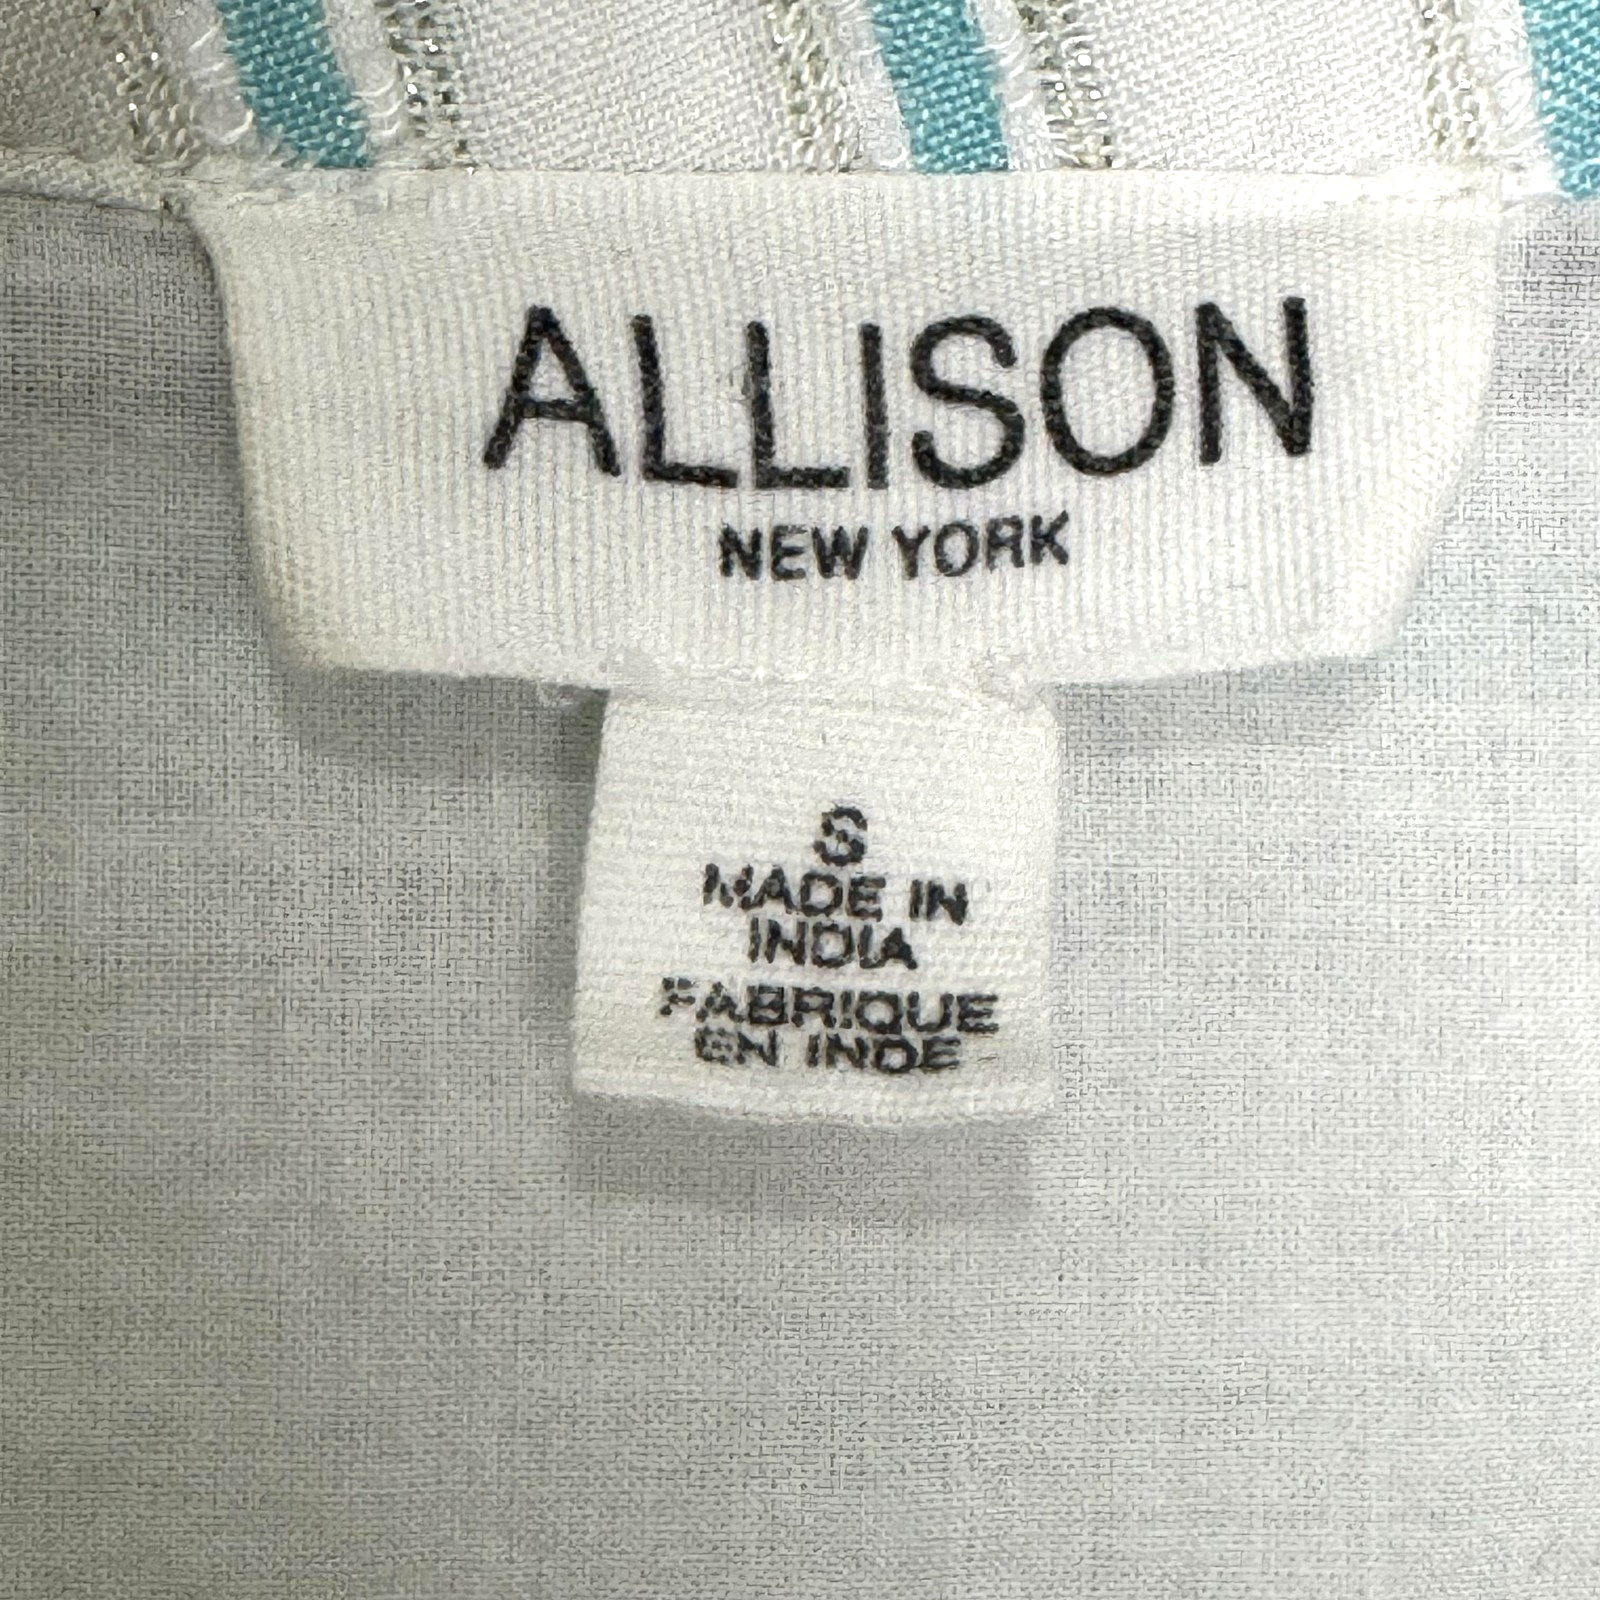 ALLISON
NEW YORK
S
MADE IN
INDIA
FABRIQUE
EN INDE